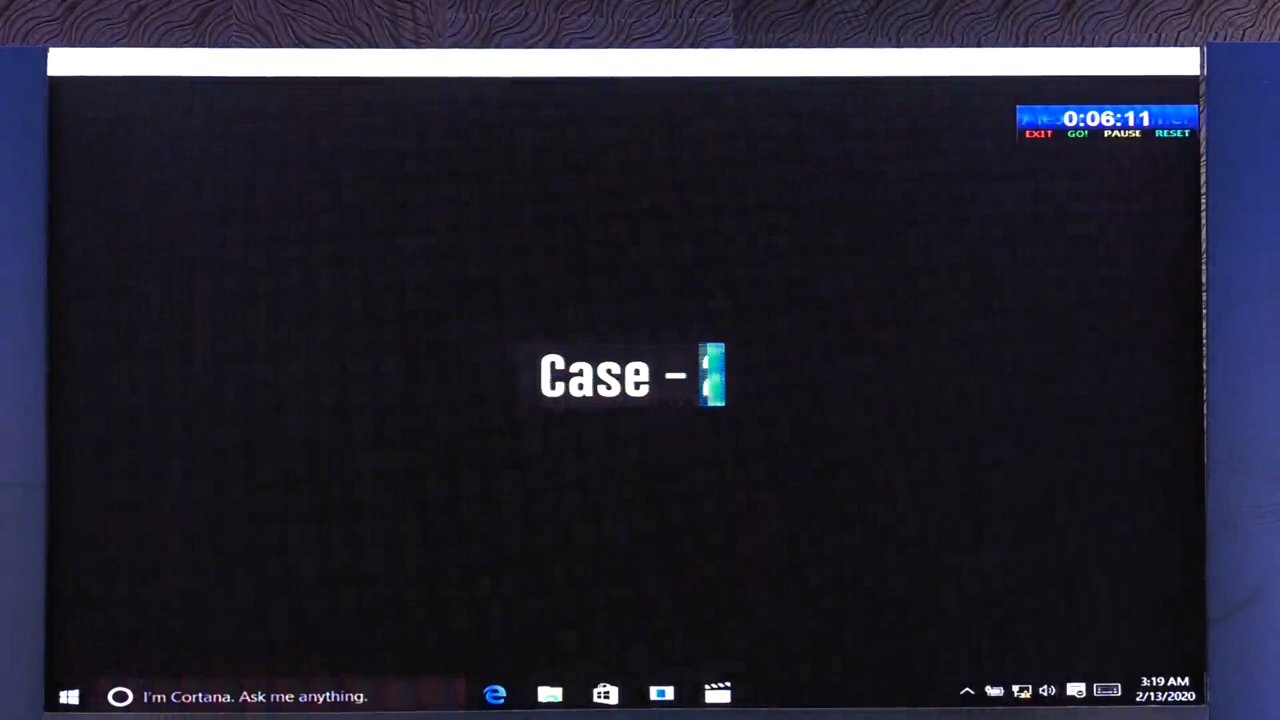 0:06:11
EXIT GO! PAUSE RESET
Case -
I'm Cortana. Ask me anything.
3:19 AM
2/13/2020